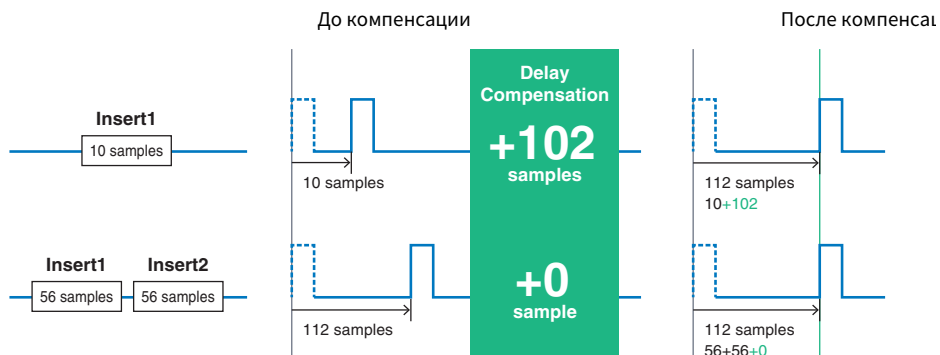 До компенсации
После компенсац
Delay
Compensation
Insert1
10 samples
10 samples
+102
samples
112 samples
10+102
Insert1
Insert2
56 samples
56 samples
112 samples
+0
sample
112 samples
56+56+0